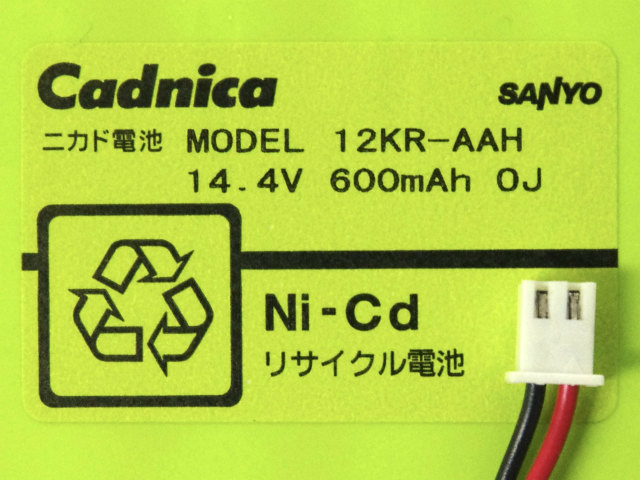 Cadnica SANYO
ニカド電池 MODEL 12KR-AAH
14.4V 600mAh 0J
Ni-Cd
リサイクル電池